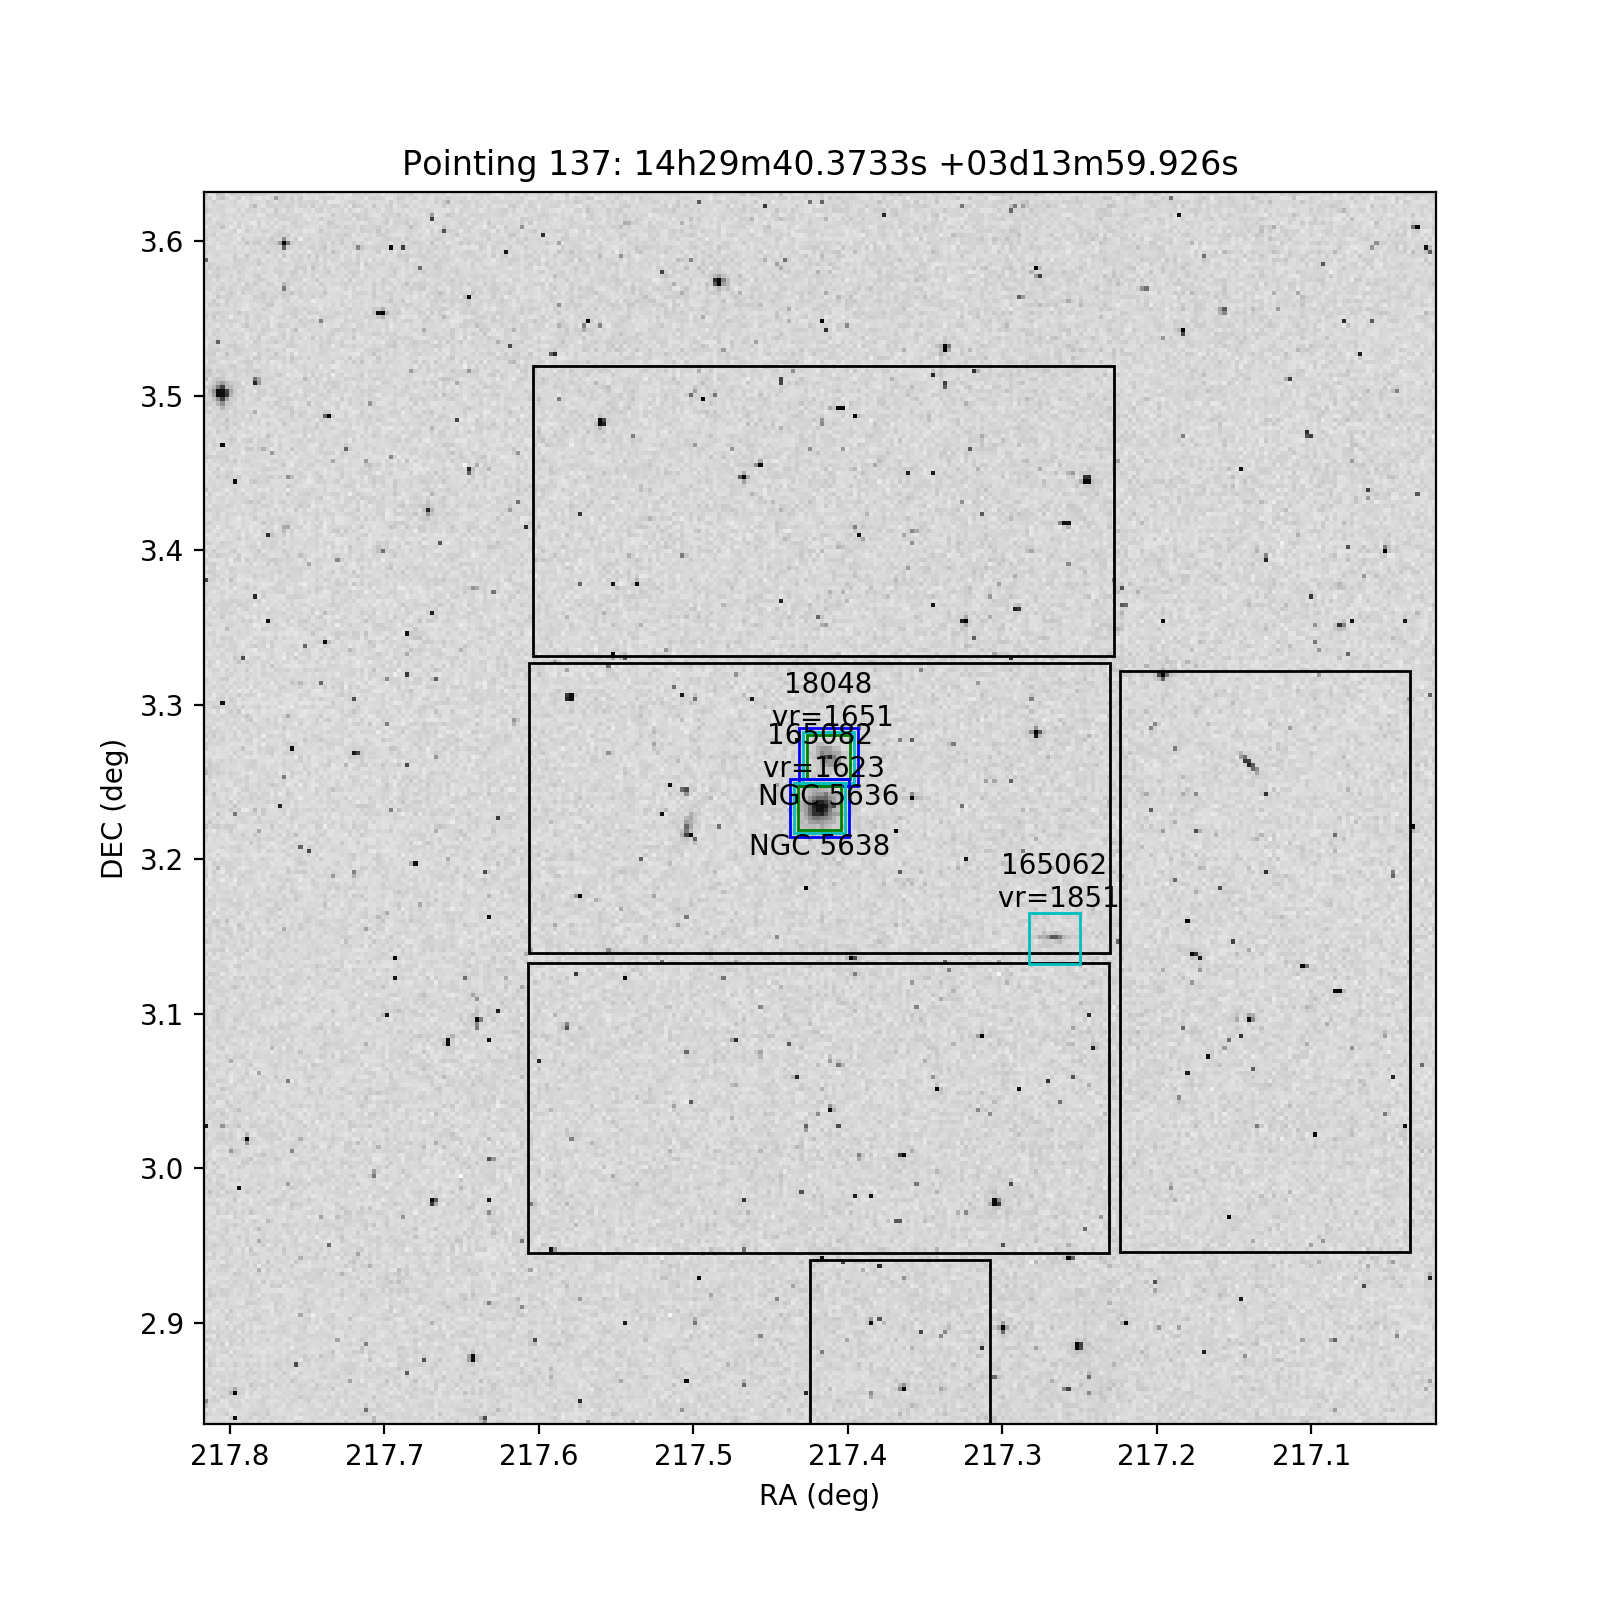 Pointing 137: 14h29m40.3733s +03d13m59.926s
3.6
3.5
3.4
3.3
3.2
3.1
3.0
2.9
DEC (deg)
18048
vr=1651
165082
vr=1623
NGC 5636
NGC 5638
165062
vr=1851
217.8 217.7 217.6 217.5 217.4 217.3 217.2 217.1
RA (deg)